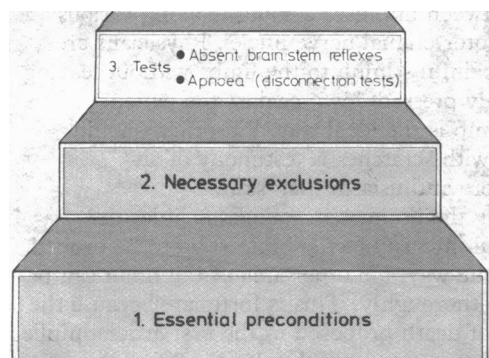 3. Tests
● Absent brain stem reflexes
● Apnoea (disconnection tests)
2. Necessary exclusions
1. Essential preconditions